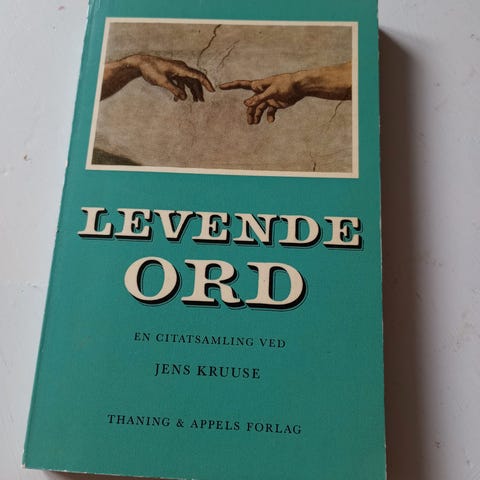 LEVENDE
ORD
EN CITATSAMLING VED
JENS KRUUSE
THANING & APPELS FORLAG